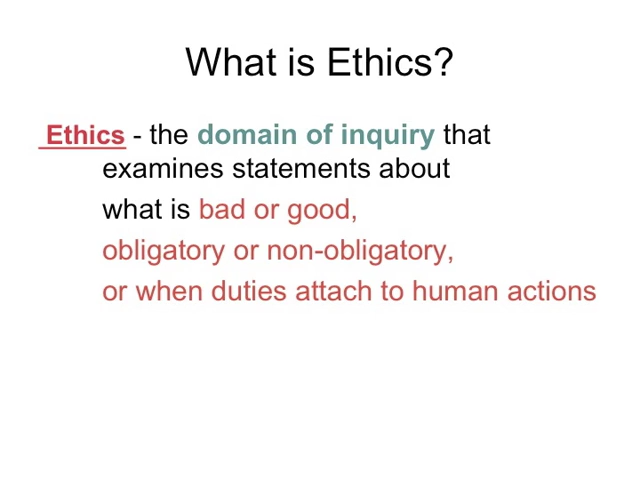 What is Ethics?
Ethics - the domain of inquiry that
examines statements about
what is bad or good,
obligatory or non-obligatory,
or when duties attach to human actions